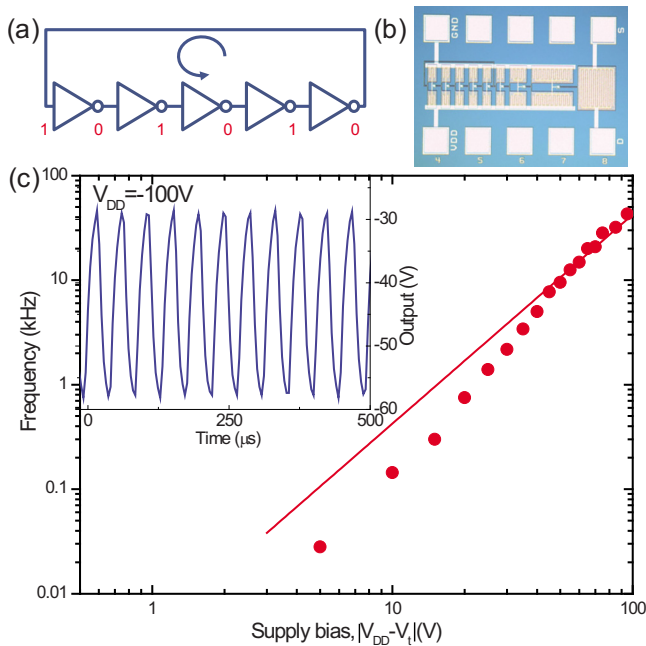 (a)
1 0 1 0 1 0
(b)
GND
S
VDD
D
4 5 6 7 8
(c)
V_DD=-100V
100
10
1
0.1
0.01
Frequency (kHz)
-30
-40
-50
-60
Output (V)
0 250 500
Time (μs)
1 10 100
Supply bias, |V_DD-V_t|(V)